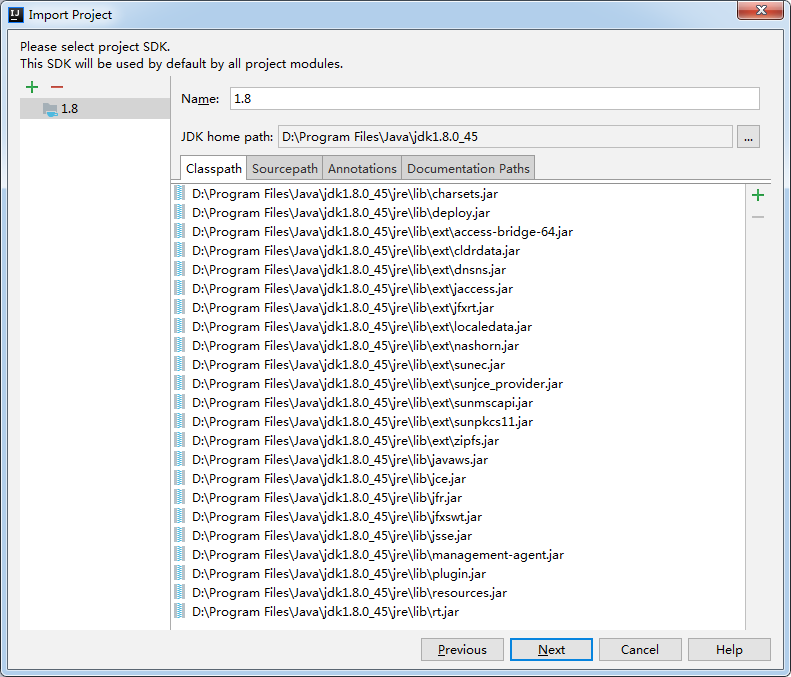 IJ Import Project
Please select project SDK.
This SDK will be used by default by all project modules.
1.8
Name: 1.8
JDK home path: D:\Program Files\Java\jdk1.8.0_45 ...
Classpath Sourcepath Annotations Documentation Paths
D:\Program Files\Java\jdk1.8.0_45\jre\lib\charsets.jar
D:\Program Files\Java\jdk1.8.0_45\jre\lib\deploy.jar
D:\Program Files\Java\jdk1.8.0_45\jre\lib\ext\access-bridge-64.jar
D:\Program Files\Java\jdk1.8.0_45\jre\lib\ext\cldrdata.jar
D:\Program Files\Java\jdk1.8.0_45\jre\lib\ext\dnsns.jar
D:\Program Files\Java\jdk1.8.0_45\jre\lib\ext\jaccess.jar
D:\Program Files\Java\jdk1.8.0_45\jre\lib\ext\jfxrt.jar
D:\Program Files\Java\jdk1.8.0_45\jre\lib\ext\localedata.jar
D:\Program Files\Java\jdk1.8.0_45\jre\lib\ext\nashorn.jar
D:\Program Files\Java\jdk1.8.0_45\jre\lib\ext\sunec.jar
D:\Program Files\Java\jdk1.8.0_45\jre\lib\ext\sunjce_provider.jar
D:\Program Files\Java\jdk1.8.0_45\jre\lib\ext\sunmscapi.jar
D:\Program Files\Java\jdk1.8.0_45\jre\lib\ext\sunpkcs11.jar
D:\Program Files\Java\jdk1.8.0_45\jre\lib\ext\zipfs.jar
D:\Program Files\Java\jdk1.8.0_45\jre\lib\javaws.jar
D:\Program Files\Java\jdk1.8.0_45\jre\lib\jce.jar
D:\Program Files\Java\jdk1.8.0_45\jre\lib\jfr.jar
D:\Program Files\Java\jdk1.8.0_45\jre\lib\jfxswt.jar
D:\Program Files\Java\jdk1.8.0_45\jre\lib\jsse.jar
D:\Program Files\Java\jdk1.8.0_45\jre\lib\management-agent.jar
D:\Program Files\Java\jdk1.8.0_45\jre\lib\plugin.jar
D:\Program Files\Java\jdk1.8.0_45\jre\lib\resources.jar
D:\Program Files\Java\jdk1.8.0_45\jre\lib\rt.jar
Previous Next Cancel Help